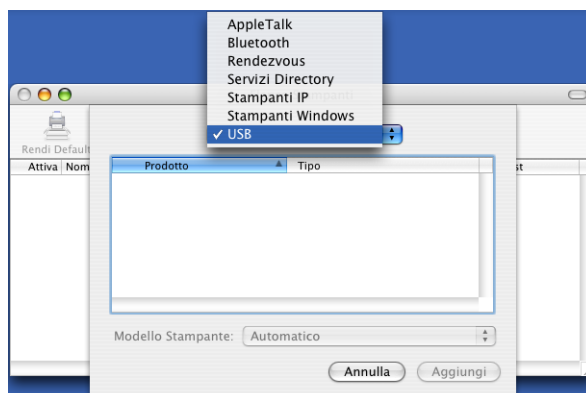 AppleTalk
Bluetooth
Rendezvous
Servizi Directory
Stampanti IP
Stampanti Windows
✓ USB
Rendi Default
Attiva Nom
Prodotto Tipo
st
Modello Stampante: Automatico
Annulla Aggiungi